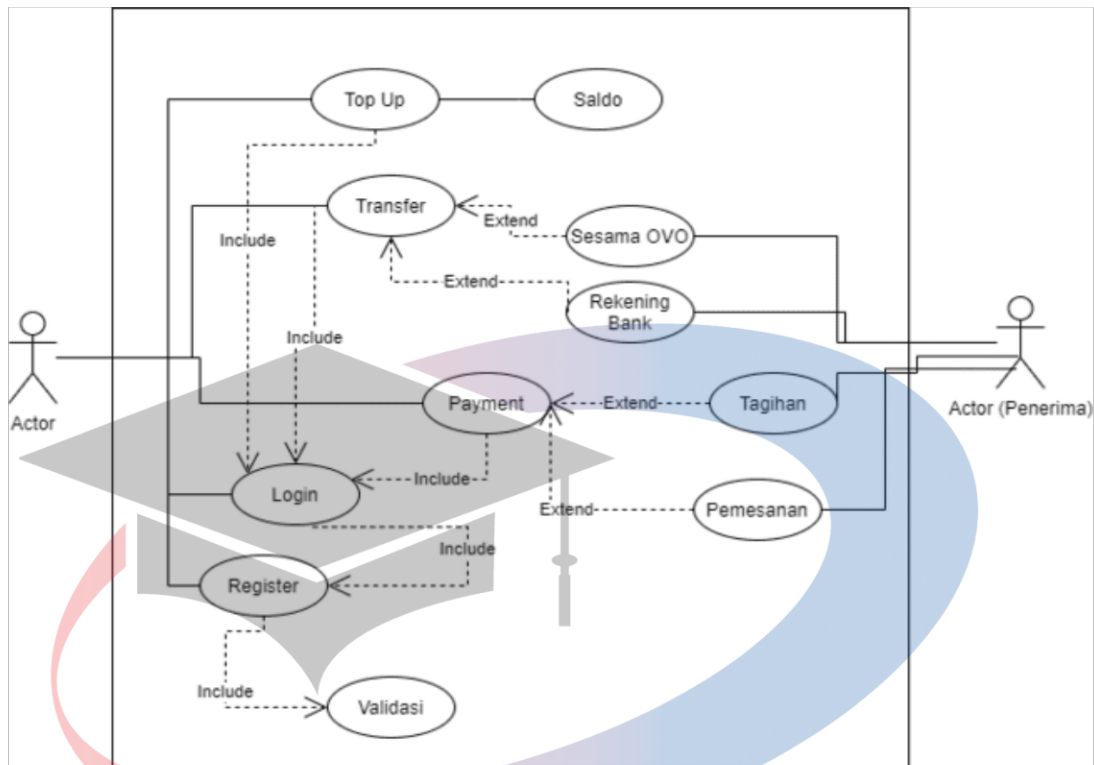 Top Up
Saldo
Transfer
Extend
Include
Sesama OVO
Extend
Rekening
Bank
Include
Actor
Payment
Extend
Tagihan
Actor (Penerima)
Include
Login
Extend
Pemesanan
Include
Register
Include
Validasi